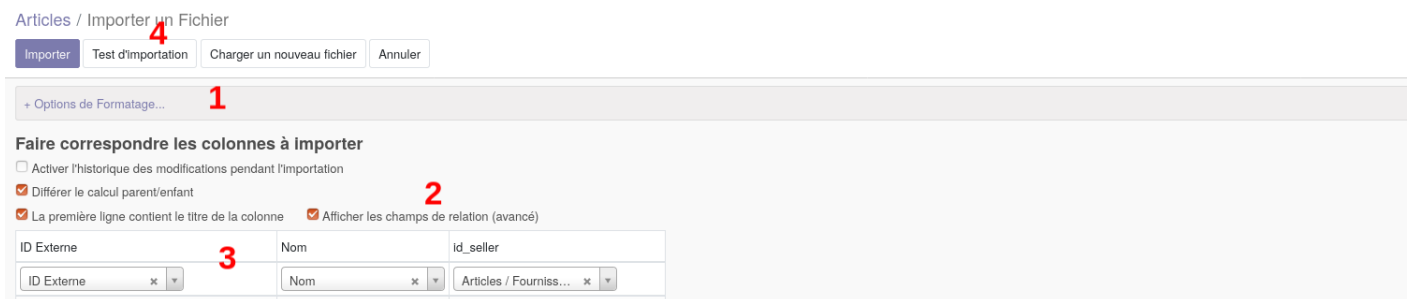 Articles / Importer un Fichier
4
Importer Test d'importation Charger un nouveau fichier Annuler
+ Options de Formatage... 1
Faire correspondre les colonnes à importer
Activer l'historique des modifications pendant l'importation
Différer le calcul parent/enfant 2
La première ligne contient le titre de la colonne Afficher les champs de relation (avancé)
ID Externe Nom id_seller
3
ID Externe × Nom × Articles / Fourniss... ×